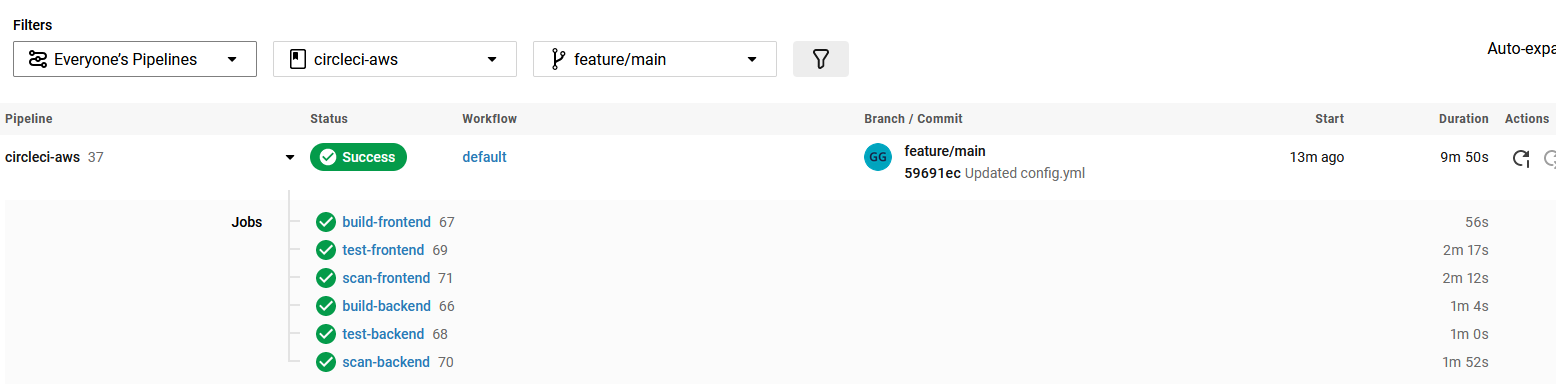 Filters
Everyone's Pipelines circleci-aws feature/main Auto-expa
Pipeline Status Workflow Branch / Commit Start Duration Actions
circleci-aws 37 Success default GG feature/main 13m ago 9m 50s
59691ec Updated config.yml
Jobs build-frontend 67 56s
test-frontend 69 2m 17s
scan-frontend 71 2m 12s
build-backend 66 1m 4s
test-backend 68 1m 0s
scan-backend 70 1m 52s